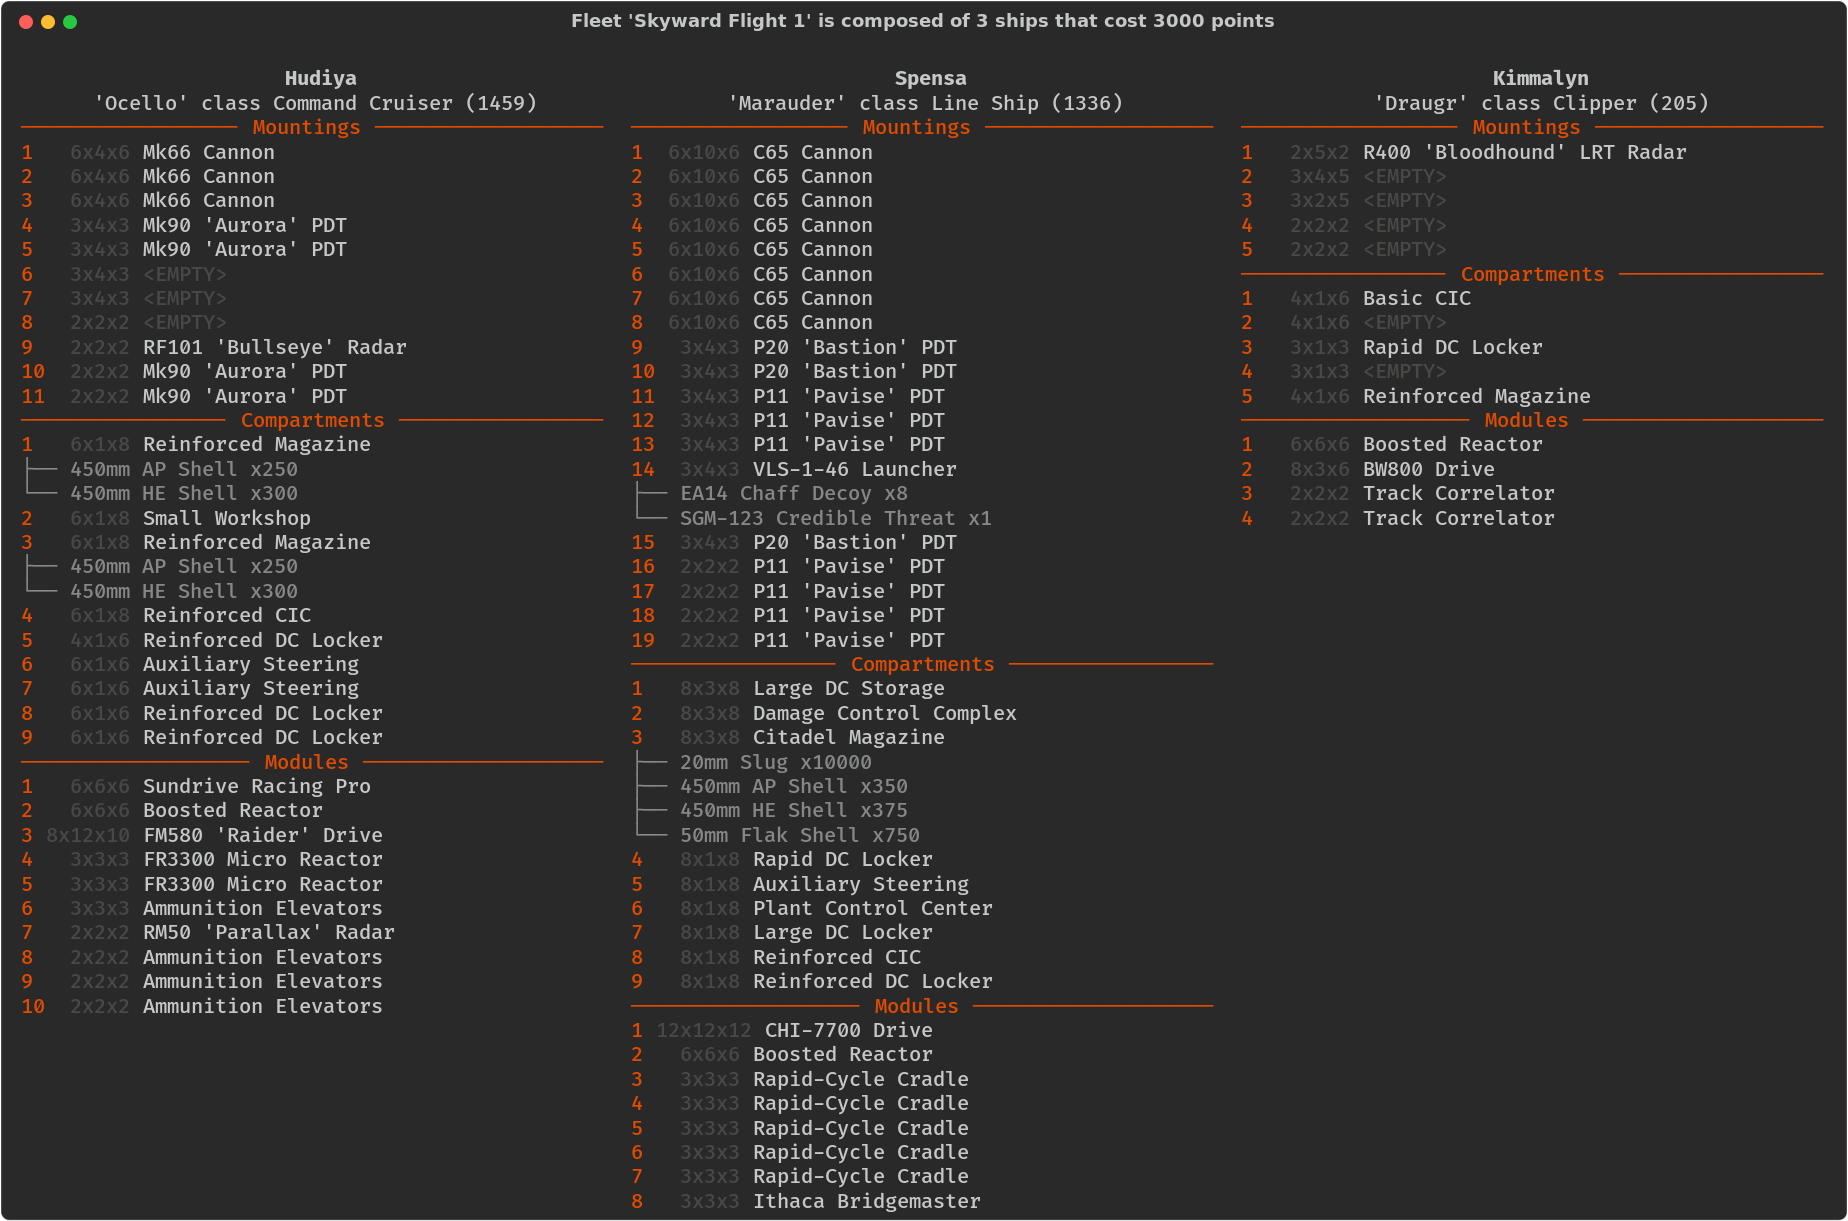 Fleet 'Skyward Flight 1' is composed of 3 ships that cost 3000 points
Hudiya
'Ocello' class Command Cruiser (1459)
Mountings
1 6x4x6 Mk66 Cannon
2 6x4x6 Mk66 Cannon
3 6x4x6 Mk66 Cannon
4 3x4x3 Mk90 'Aurora' PDT
5 3x4x3 Mk90 'Aurora' PDT
6 3x4x3 <EMPTY>
7 3x4x3 <EMPTY>
8 2x2x2 <EMPTY>
9 2x2x2 RF101 'Bullseye' Radar
10 2x2x2 Mk90 'Aurora' PDT
11 2x2x2 Mk90 'Aurora' PDT
Compartments
1 6x1x8 Reinforced Magazine
450mm AP Shell x250
450mm HE Shell x300
2 6x1x8 Small Workshop
3 6x1x8 Reinforced Magazine
450mm AP Shell x250
450mm HE Shell x300
4 6x1x8 Reinforced CIC
5 4x1x6 Reinforced DC Locker
6 6x1x6 Auxiliary Steering
7 6x1x6 Auxiliary Steering
8 6x1x6 Reinforced DC Locker
9 6x1x6 Reinforced DC Locker
Modules
1 6x6x6 Sundrive Racing Pro
2 6x6x6 Boosted Reactor
3 8x12x10 FM580 'Raider' Drive
4 3x3x3 FR3300 Micro Reactor
5 3x3x3 FR3300 Micro Reactor
6 3x3x3 Ammunition Elevators
7 2x2x2 RM50 'Parallax' Radar
8 2x2x2 Ammunition Elevators
9 2x2x2 Ammunition Elevators
10 2x2x2 Ammunition Elevators
Spensa
'Marauder' class Line Ship (1336)
Mountings
1 6x10x6 C65 Cannon
2 6x10x6 C65 Cannon
3 6x10x6 C65 Cannon
4 6x10x6 C65 Cannon
5 6x10x6 C65 Cannon
6 6x10x6 C65 Cannon
7 6x10x6 C65 Cannon
8 6x10x6 C65 Cannon
9 3x4x3 P20 'Bastion' PDT
10 3x4x3 P20 'Bastion' PDT
11 3x4x3 P11 'Pavise' PDT
12 3x4x3 P11 'Pavise' PDT
13 3x4x3 P11 'Pavise' PDT
14 3x4x3 VLS-1-46 Launcher
EA14 Chaff Decoy x8
SGM-123 Credible Threat x1
15 3x4x3 P20 'Bastion' PDT
16 2x2x2 P11 'Pavise' PDT
17 2x2x2 P11 'Pavise' PDT
18 2x2x2 P11 'Pavise' PDT
19 2x2x2 P11 'Pavise' PDT
Compartments
1 8x3x8 Large DC Storage
2 8x3x8 Damage Control Complex
3 8x3x8 Citadel Magazine
20mm Slug x10000
450mm AP Shell x350
450mm HE Shell x375
50mm Flak Shell x750
4 8x1x8 Rapid DC Locker
5 8x1x8 Auxiliary Steering
6 8x1x8 Plant Control Center
7 8x1x8 Large DC Locker
8 8x1x8 Reinforced CIC
9 8x1x8 Reinforced DC Locker
Modules
1 12x12x12 CHI-7700 Drive
2 6x6x6 Boosted Reactor
3 3x3x3 Rapid-Cycle Cradle
4 3x3x3 Rapid-Cycle Cradle
5 3x3x3 Rapid-Cycle Cradle
6 3x3x3 Rapid-Cycle Cradle
7 3x3x3 Rapid-Cycle Cradle
8 3x3x3 Ithaca Bridgemaster
Kimmalyn
'Draugr' class Clipper (205)
Mountings
1 2x5x2 R400 'Bloodhound' LRT Radar
2 3x4x5 <EMPTY>
3 3x2x5 <EMPTY>
4 2x2x2 <EMPTY>
5 2x2x2 <EMPTY>
Compartments
1 4x1x6 Basic CIC
2 4x1x6 <EMPTY>
3 3x1x3 Rapid DC Locker
4 3x1x3 <EMPTY>
5 4x1x6 Reinforced Magazine
Modules
1 6x6x6 Boosted Reactor
2 8x3x6 BW800 Drive
3 2x2x2 Track Correlator
4 2x2x2 Track Correlator